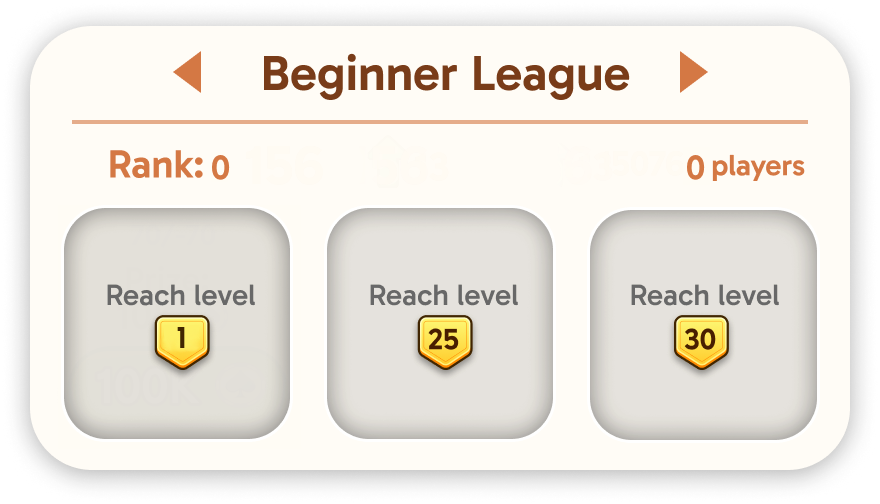 Beginner League
Rank: 0
0 players
Reach level
1
Reach level
25
Reach level
30